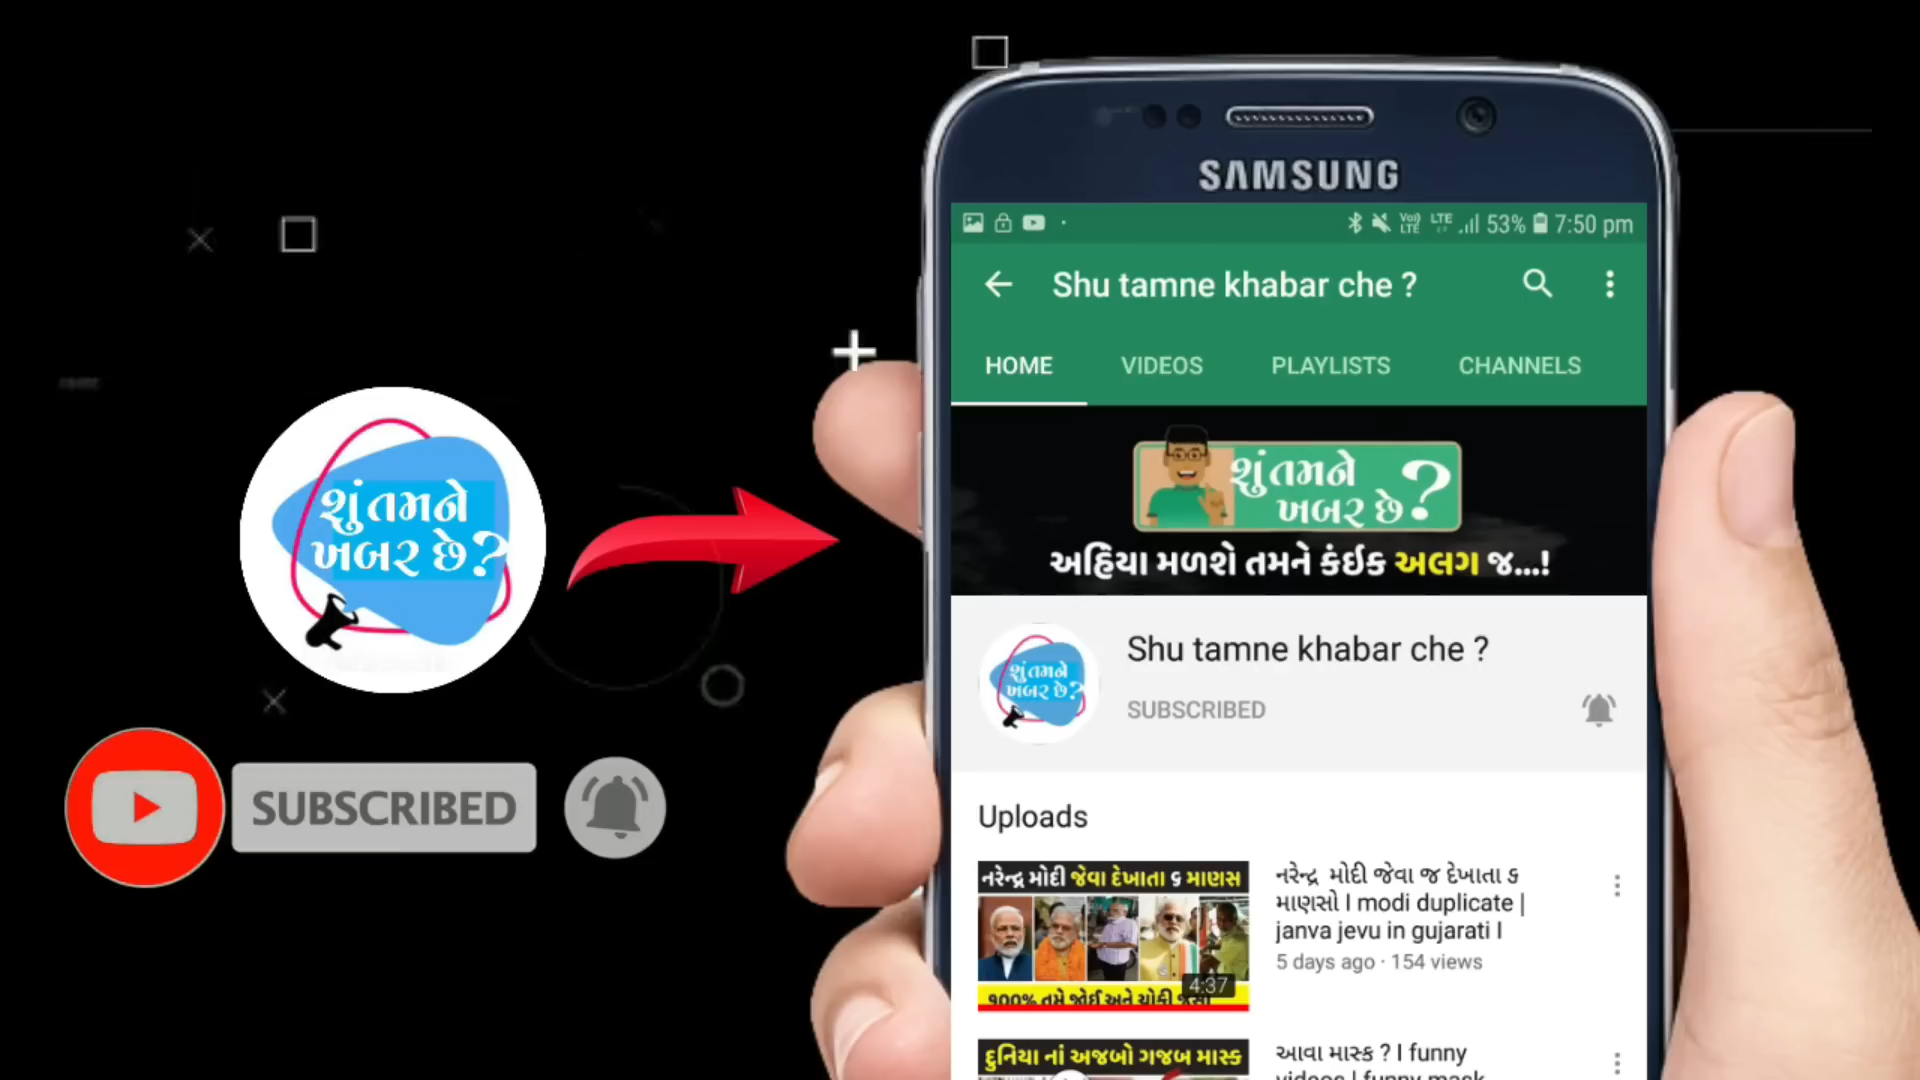 SAMSUNG
53% 7:50 pm
Shu tamne khabar che ?
HOME VIDEOS PLAYLISTS CHANNELS
શું તમને
ખબર છે ?
અહિયા મળશે તમને કંઈક અલગ જ...!
શું તમને
ખબર છે?
SUBSCRIBED
Shu tamne khabar che ?
SUBSCRIBED
શું તમને
ખબર છે?
Uploads
નરેન્દ્ર મોદી જેવા દેખાતા ૬ માણસ
4:37
નરેન્દ્ર મોદી જેવા જ દેખાતા ૬
માણસો I modi duplicate |
janva jevu in gujarati I
5 days ago · 154 views
દુનિયા નાં અજબો ગજબ માસ્ક
આવા માસ્ક ? I funny